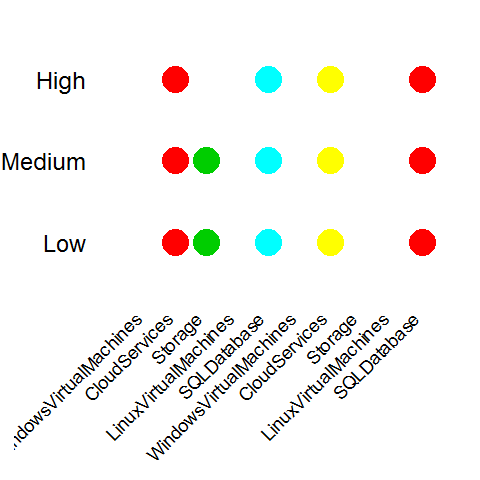 High
Medium
Low
ndowsVirtualMachines
CloudServices
Storage
LinuxVirtualMachines
SQLDatabase
WindowsVirtualMachines
CloudServices
Storage
LinuxVirtualMachines
SQLDatabase